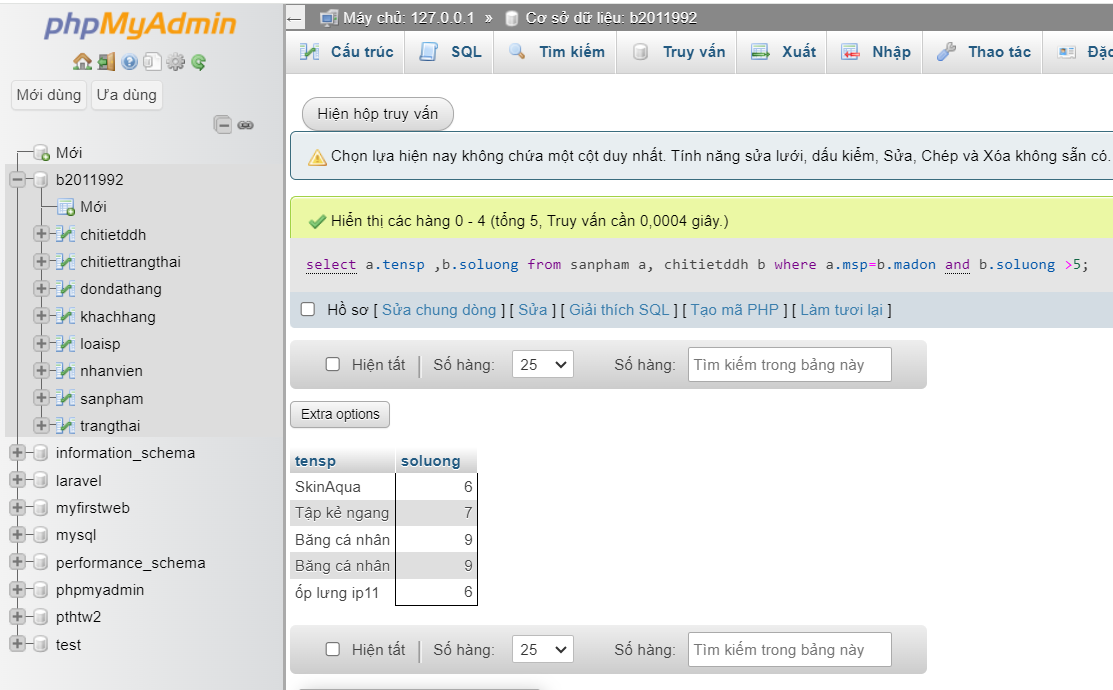 phpMyAdmin
Mới dùng Ưa dùng
Mới
b2011992
Mới
chitietddh
chitiettrangthai
dondathang
khachhang
loaisp
nhanvien
sanpham
trangthai
information_schema
laravel
myfirstweb
mysql
performance_schema
phpmyadmin
pthtw2
test
Máy chủ: 127.0.0.1 » Cơ sở dữ liệu: b2011992
Cấu trúc SQL Tìm kiếm Truy vấn Xuất Nhập Thao tác Đặc
Hiện hộp truy vấn
Chọn lựa hiện nay không chứa một cột duy nhất. Tính năng sửa lưới, dấu kiểm, Sửa, Chép và Xóa không sẵn có.
Hiển thị các hàng 0 - 4 (tổng 5, Truy vấn cần 0,0004 giây.)
select a.tensp ,b.soluong from sanpham a, chitietddh b where a.msp=b.madon and b.soluong >5;
Hồ sơ [ Sửa chung dòng ] [ Sửa ] [ Giải thích SQL ] [ Tạo mã PHP ] [ Làm tươi lại ]
Hiện tất Số hàng: 25 Số hàng: Tìm kiếm trong bảng này
Extra options
tensp soluong
SkinAqua 6
Tập kẻ ngang 7
Băng cá nhân 9
Băng cá nhân 9
ốp lưng ip11 6
Hiện tất Số hàng: 25 Số hàng: Tìm kiếm trong bảng này